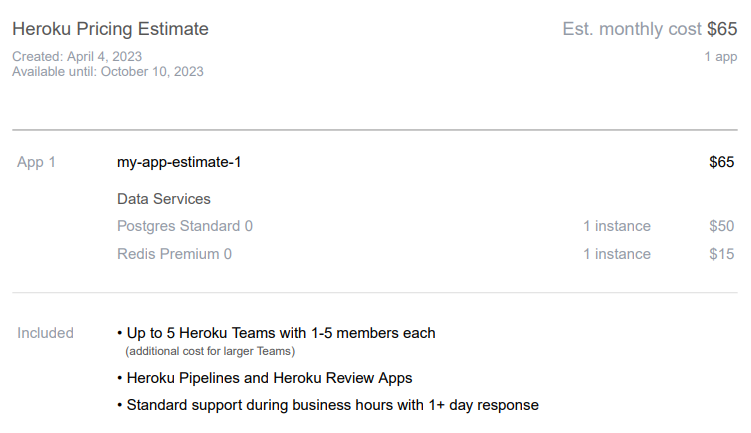 Heroku Pricing Estimate Est. monthly cost $65
Created: April 4, 2023 1 app
Available until: October 10, 2023
App 1 my-app-estimate-1 $65
Data Services
Postgres Standard 0 1 instance $50
Redis Premium 0 1 instance $15
Included • Up to 5 Heroku Teams with 1-5 members each
(additional cost for larger Teams)
• Heroku Pipelines and Heroku Review Apps
• Standard support during business hours with 1+ day response